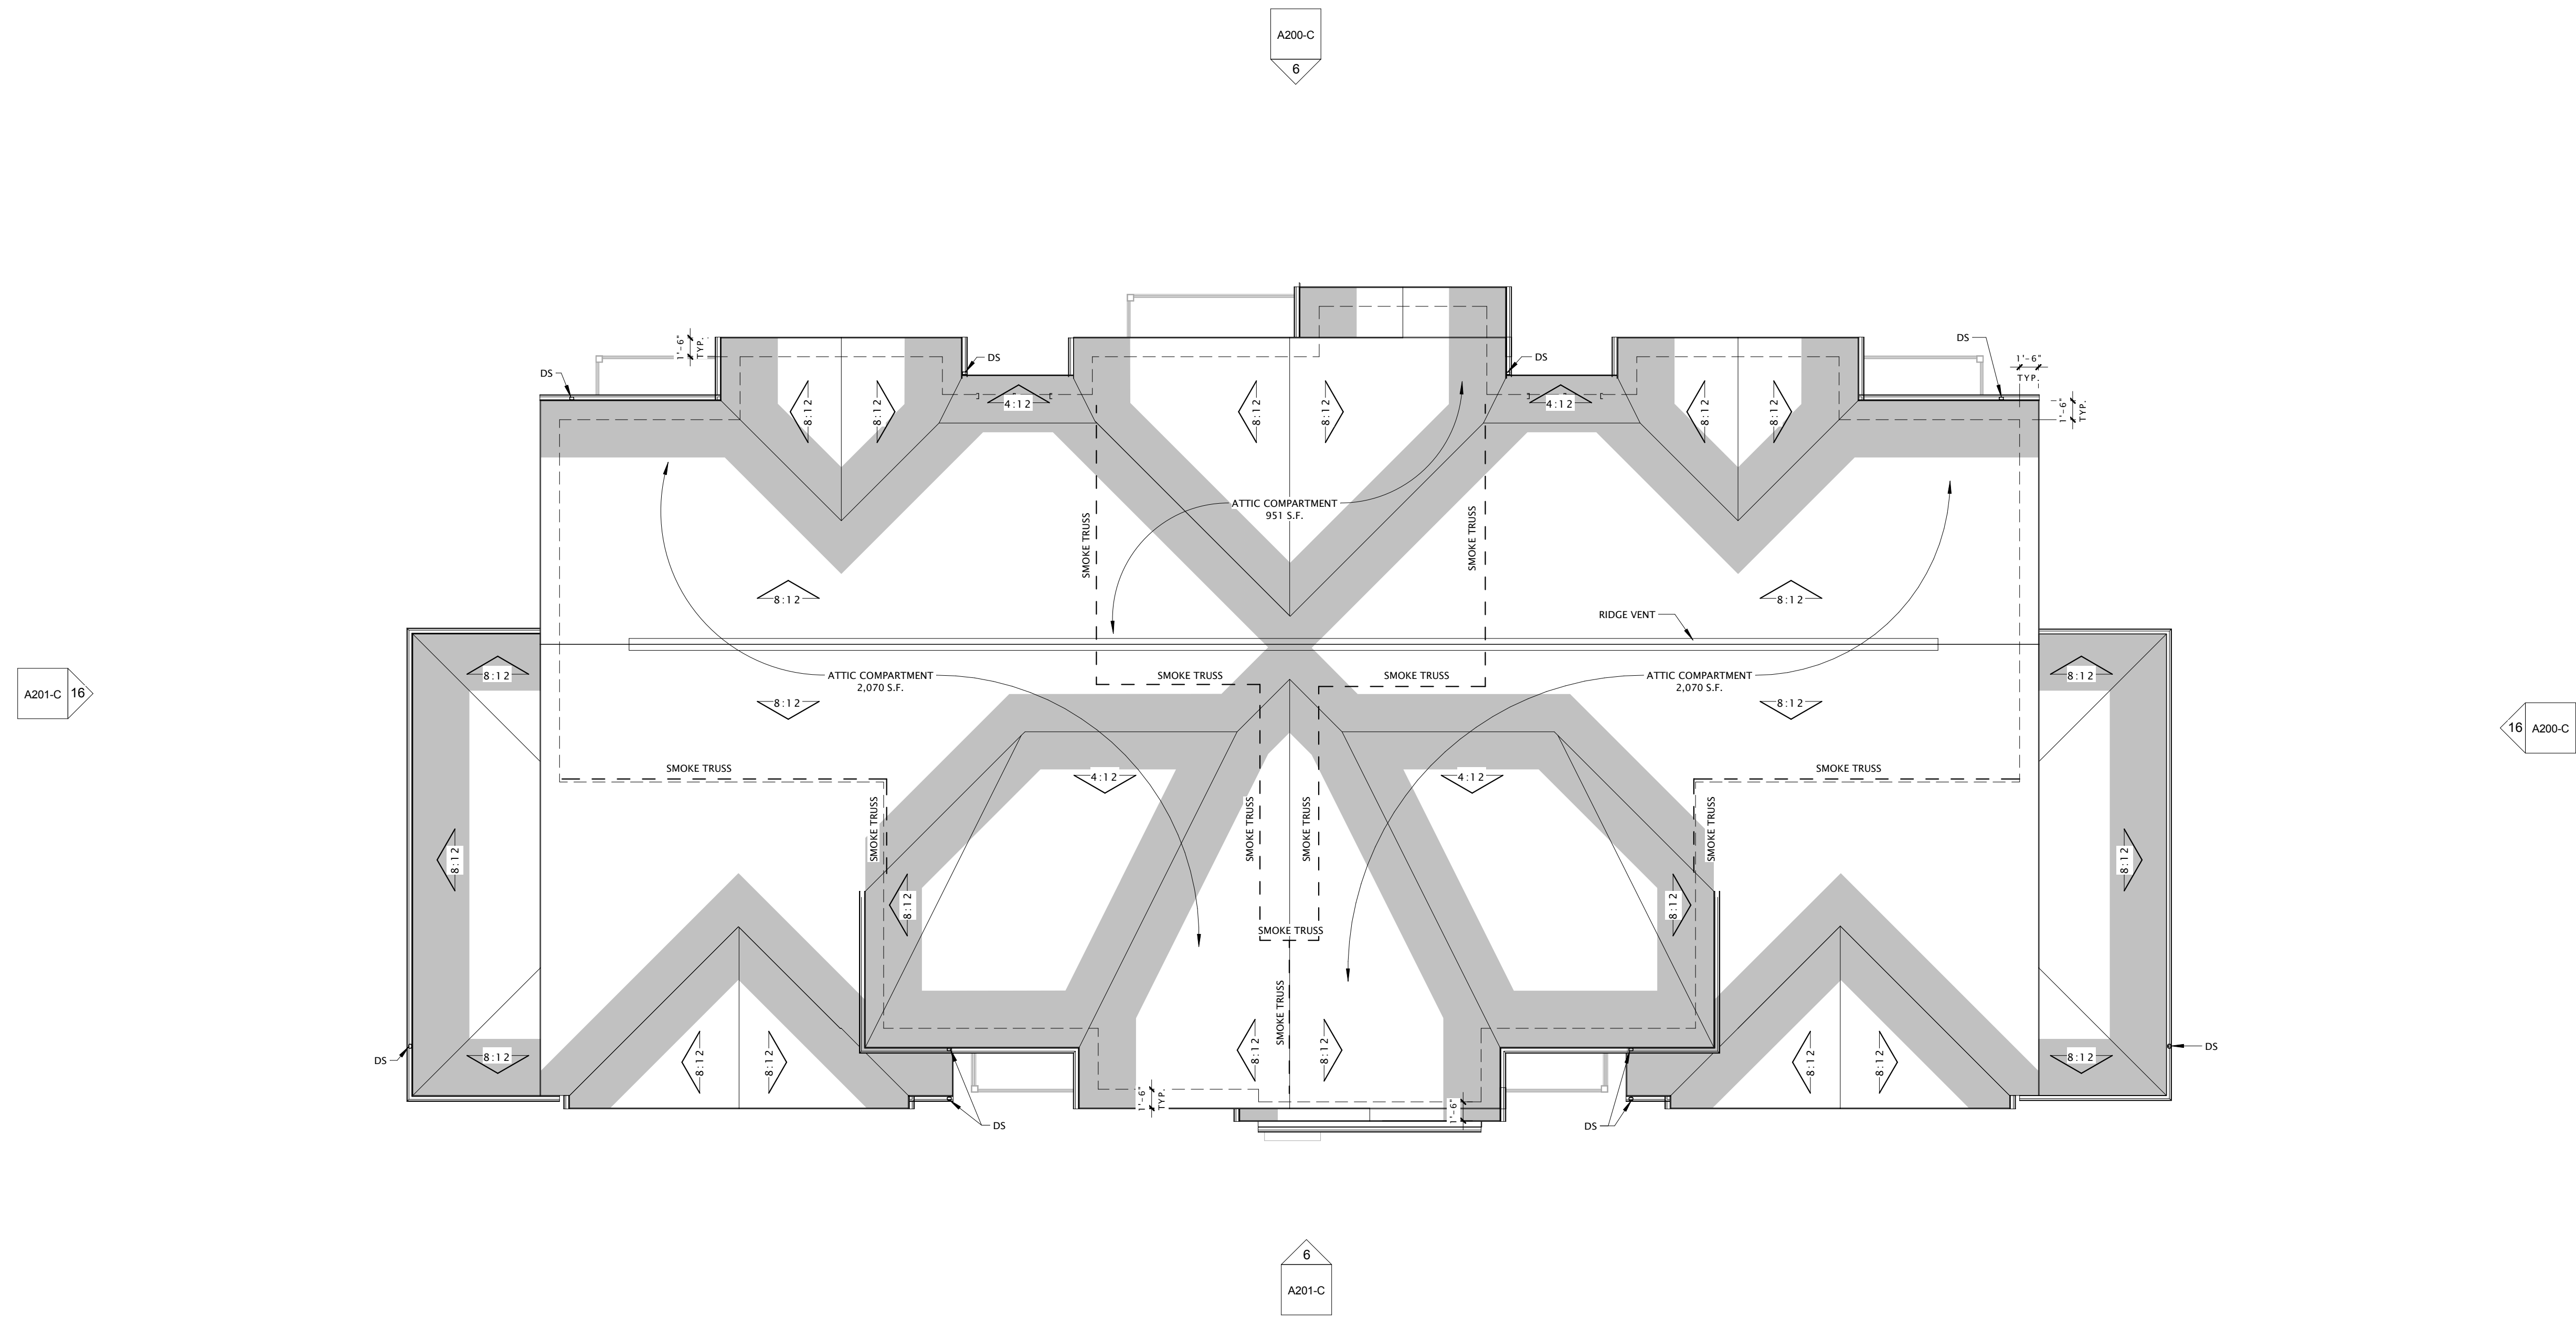 A200-C
6
DS
1'-6"
TYP.
DS
DS
DS
1'-6"
TYP.
1'-6"
TYP.
8:12
8:12
4:12
8:12
8:12
4:12
8:12
8:12
ATTIC COMPARTMENT
951 S.F.
SMOKE TRUSS
SMOKE TRUSS
8:12
8:12
RIDGE VENT
A201-C
16
8:12
8:12
ATTIC COMPARTMENT
2,070 S.F.
SMOKE TRUSS
SMOKE TRUSS
ATTIC COMPARTMENT
2,070 S.F.
8:12
8:12
16
A200-C
SMOKE TRUSS
4:12
4:12
SMOKE TRUSS
SMOKE TRUSS
SMOKE TRUSS
SMOKE TRUSS
SMOKE TRUSS
8:12
8:12
8:12
8:12
SMOKE TRUSS
SMOKE TRUSS
DS
8:12
8:12
8:12
8:12
8:12
8:12
8:12
8:12
DS
1'-6"
TYP.
1'-6"
DS
DS
6
A201-C